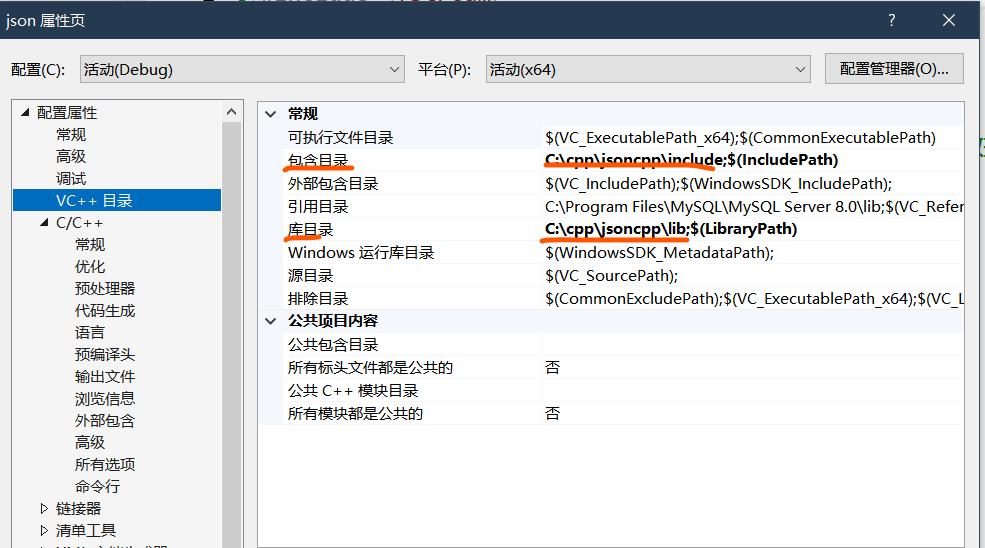 json 属性页
配置(C): 活动(Debug) 平台(P): 活动(x64) 配置管理器(O)...
配置属性
常规
高级
调试
VC++ 目录
C/C++
常规
优化
预处理器
代码生成
语言
预编译头
输出文件
浏览信息
外部包含
高级
所有选项
命令行
链接器
清单工具
常规
可执行文件目录 $(VC_ExecutablePath_x64);$(CommonExecutablePath)
包含目录 C:\cpp\jsoncpp\include;$(IncludePath)
外部包含目录 $(VC_IncludePath);$(WindowsSDK_IncludePath);
引用目录 C:\Program Files\MySQL\MySQL Server 8.0\lib;$(VC_Refer
库目录 C:\cpp\jsoncpp\lib;$(LibraryPath)
Windows 运行库目录 $(WindowsSDK_MetadataPath);
源目录 $(VC_SourcePath);
排除目录 $(CommonExcludePath);$(VC_ExecutablePath_x64);$(VC_L
公共项目内容
公共包含目录
所有标头文件都是公共的 否
公共 C++ 模块目录
所有模块都是公共的 否